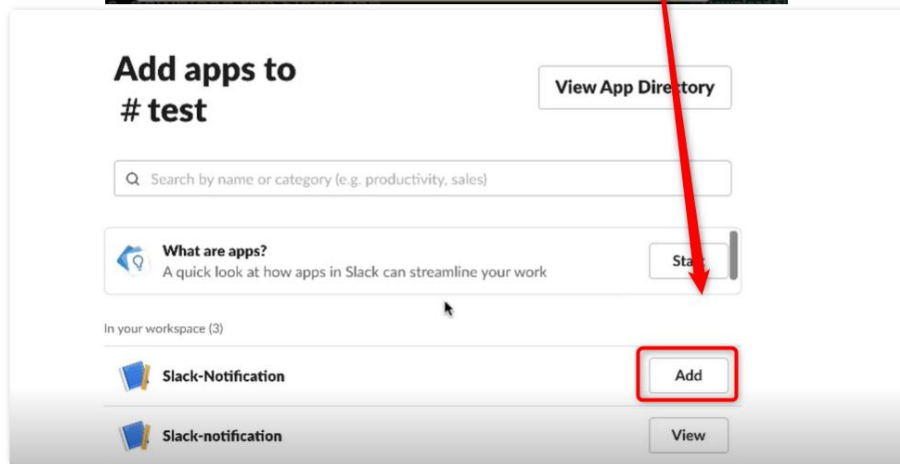 Add apps to
# test
View App Directory
Search by name or category (e.g. productivity, sales)
What are apps?
A quick look at how apps in Slack can streamline your work
In your workspace (3)
Slack-Notification
Add
Slack-notification
View